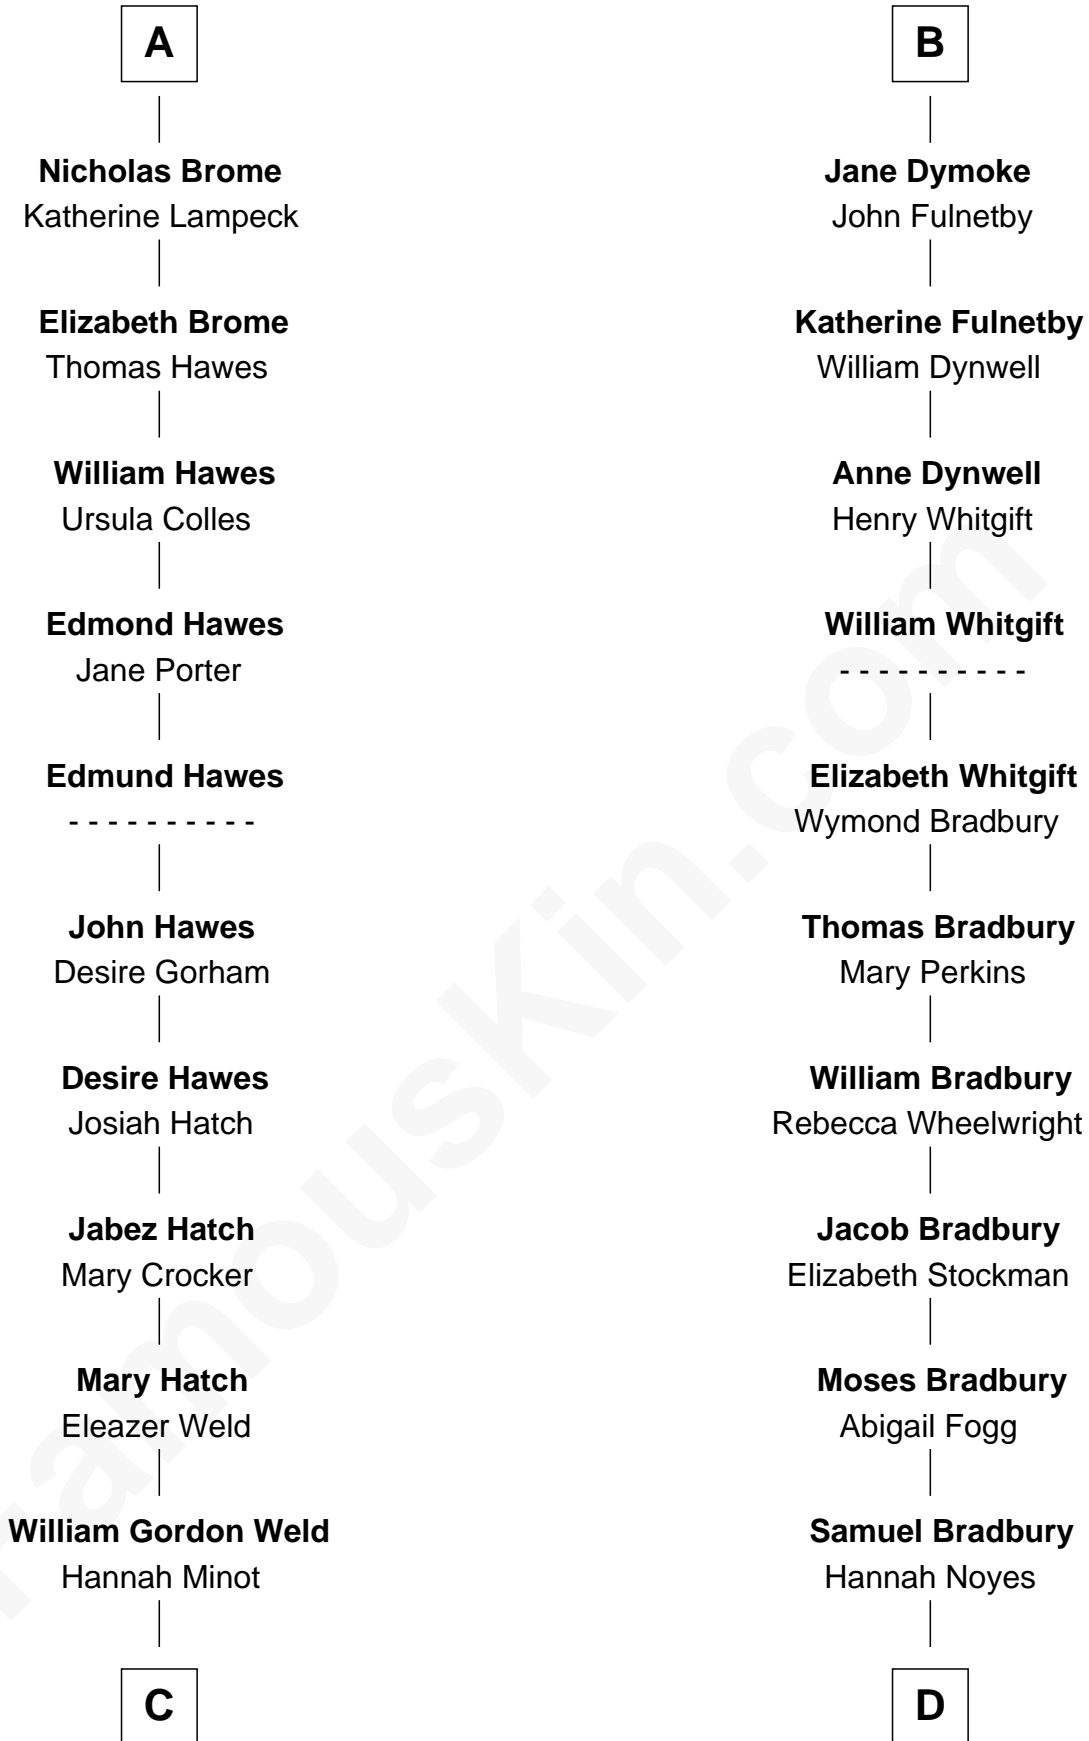 A
Nicholas Brome
Katherine Lampeck
Elizabeth Brome
Thomas Hawes
William Hawes
Ursula Colles
Edmond Hawes
Jane Porter
Edmund Hawes
- - - - - - - - - -
John Hawes
Desire Gorham
Desire Hawes
Josiah Hatch
Jabez Hatch
Mary Crocker
Mary Hatch
Eleazer Weld
William Gordon Weld
Hannah Minot
C
B
Jane Dymoke
John Fulnetby
Katherine Fulnetby
William Dynwell
Anne Dynwell
Henry Whitgift
William Whitgift
- - - - - - - - - -
Elizabeth Whitgift
Wymond Bradbury
Thomas Bradbury
Mary Perkins
William Bradbury
Rebecca Wheelwright
Jacob Bradbury
Elizabeth Stockman
Moses Bradbury
Abigail Fogg
Samuel Bradbury
Hannah Noyes
D
FamousKin.com